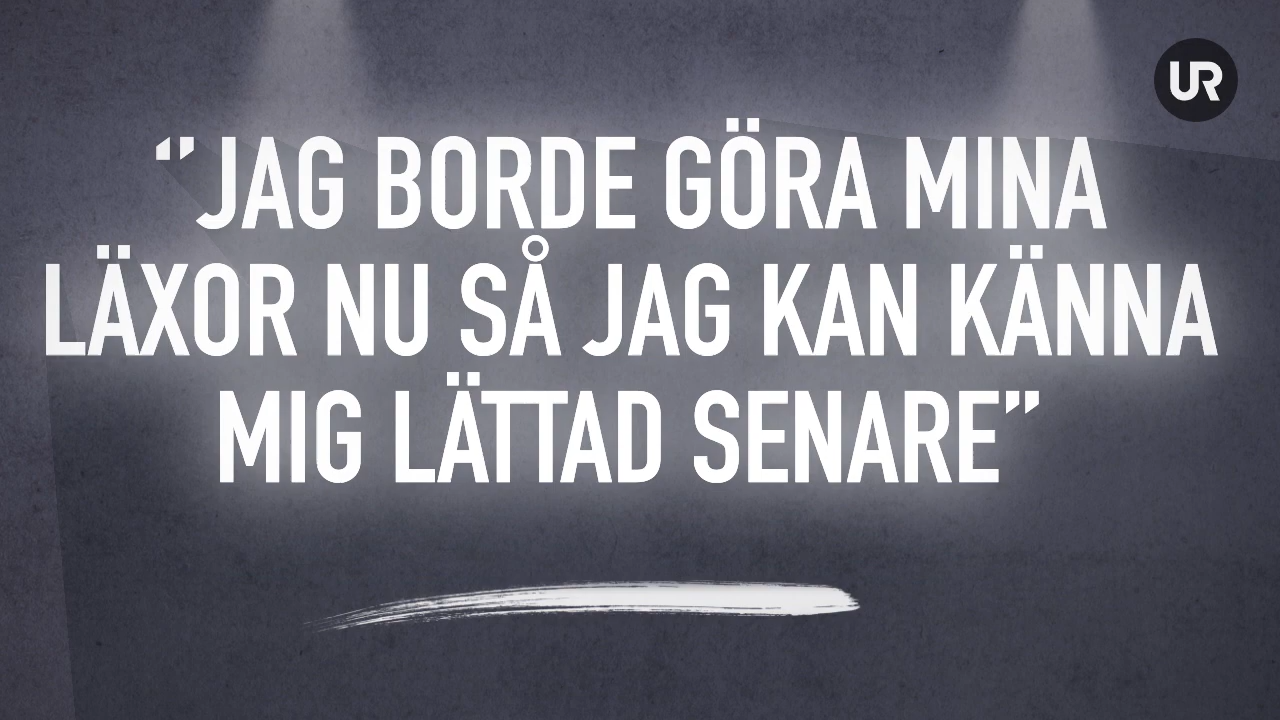 UR
‘’JAG BORDE GÖRA MINA
LÄXOR NU SÅ JAG KAN KÄNNA
MIG LÄTTAD SENARE”